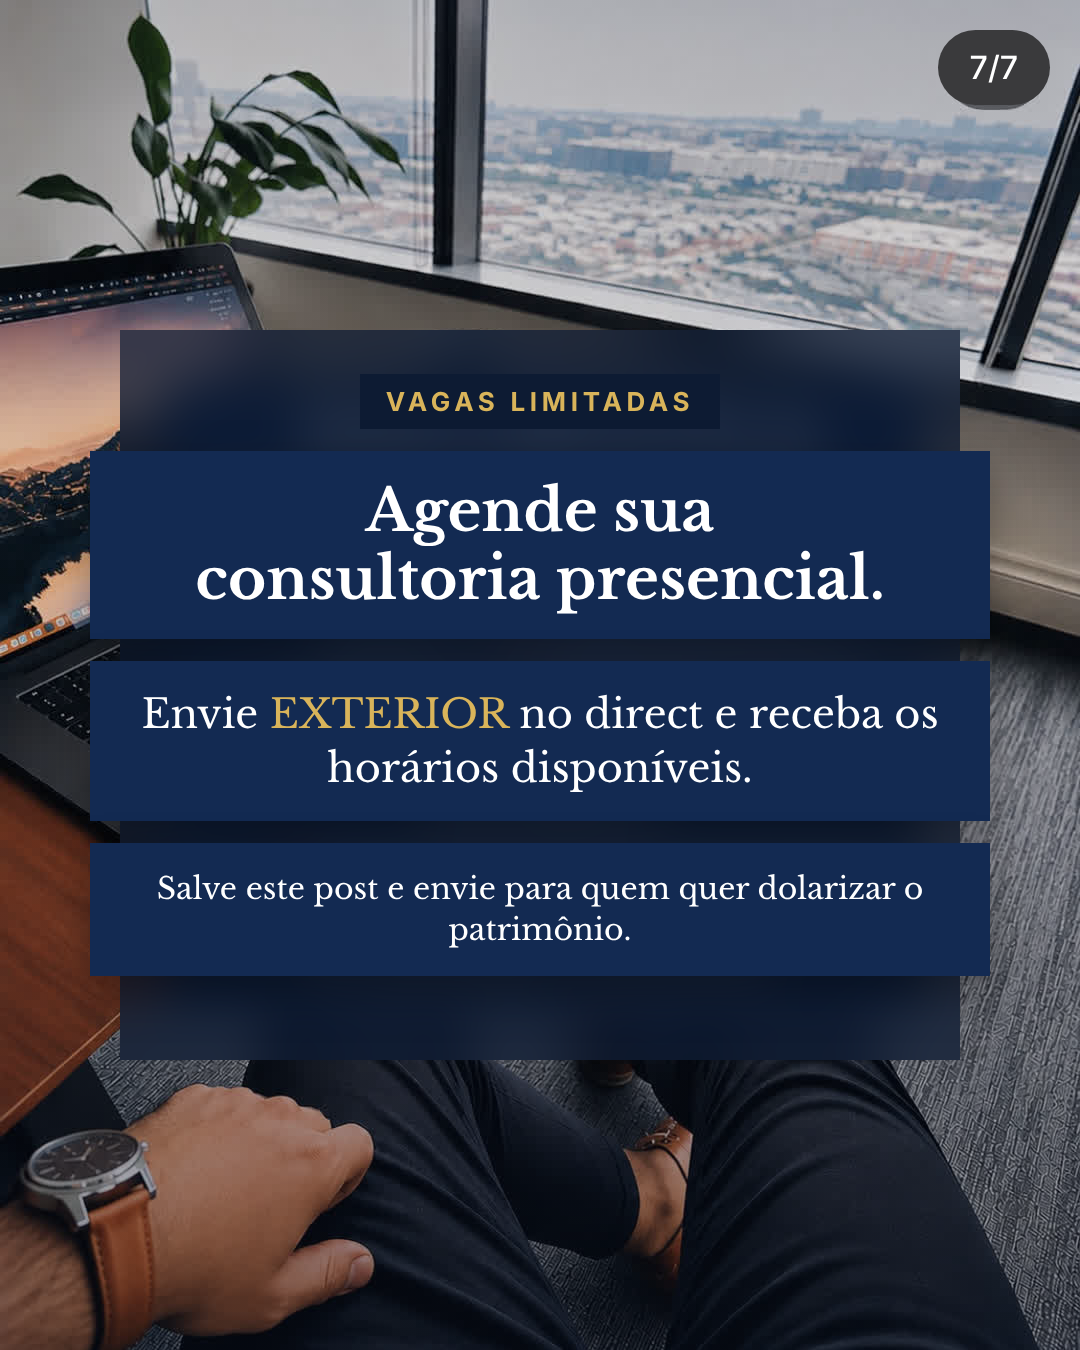 7/7
VAGAS LIMITADAS
Agende sua
consultoria presencial.
Envie EXTERIOR no direct e receba os
horários disponíveis.
Salve este post e envie para quem quer dolarizar o
patrimônio.